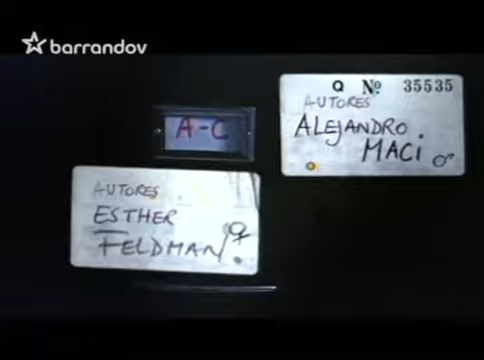 barrandov
Q Nº 35535
AUTORES
ALEJANDRO
MACI
A-C
AUTORES
ESTHER
FELDMAN